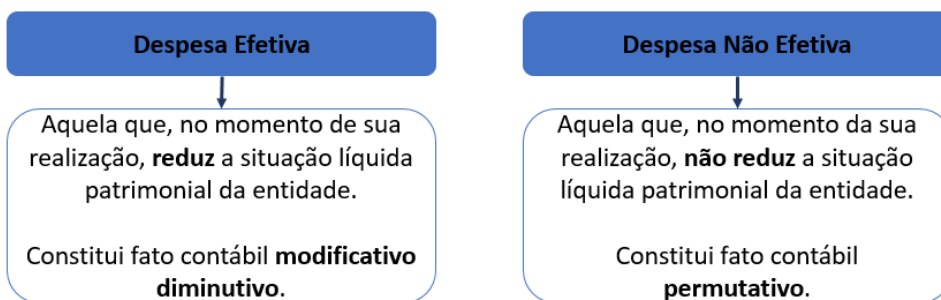 Despesa Efetiva
Aquela que, no momento de sua
realização, reduz a situação líquida
patrimonial da entidade.
Constitui fato contábil modificativo
diminutivo.
Despesa Não Efetiva
Aquela que, no momento da sua
realização, não reduz a situação
líquida patrimonial da entidade.
Constitui fato contábil
permutativo.